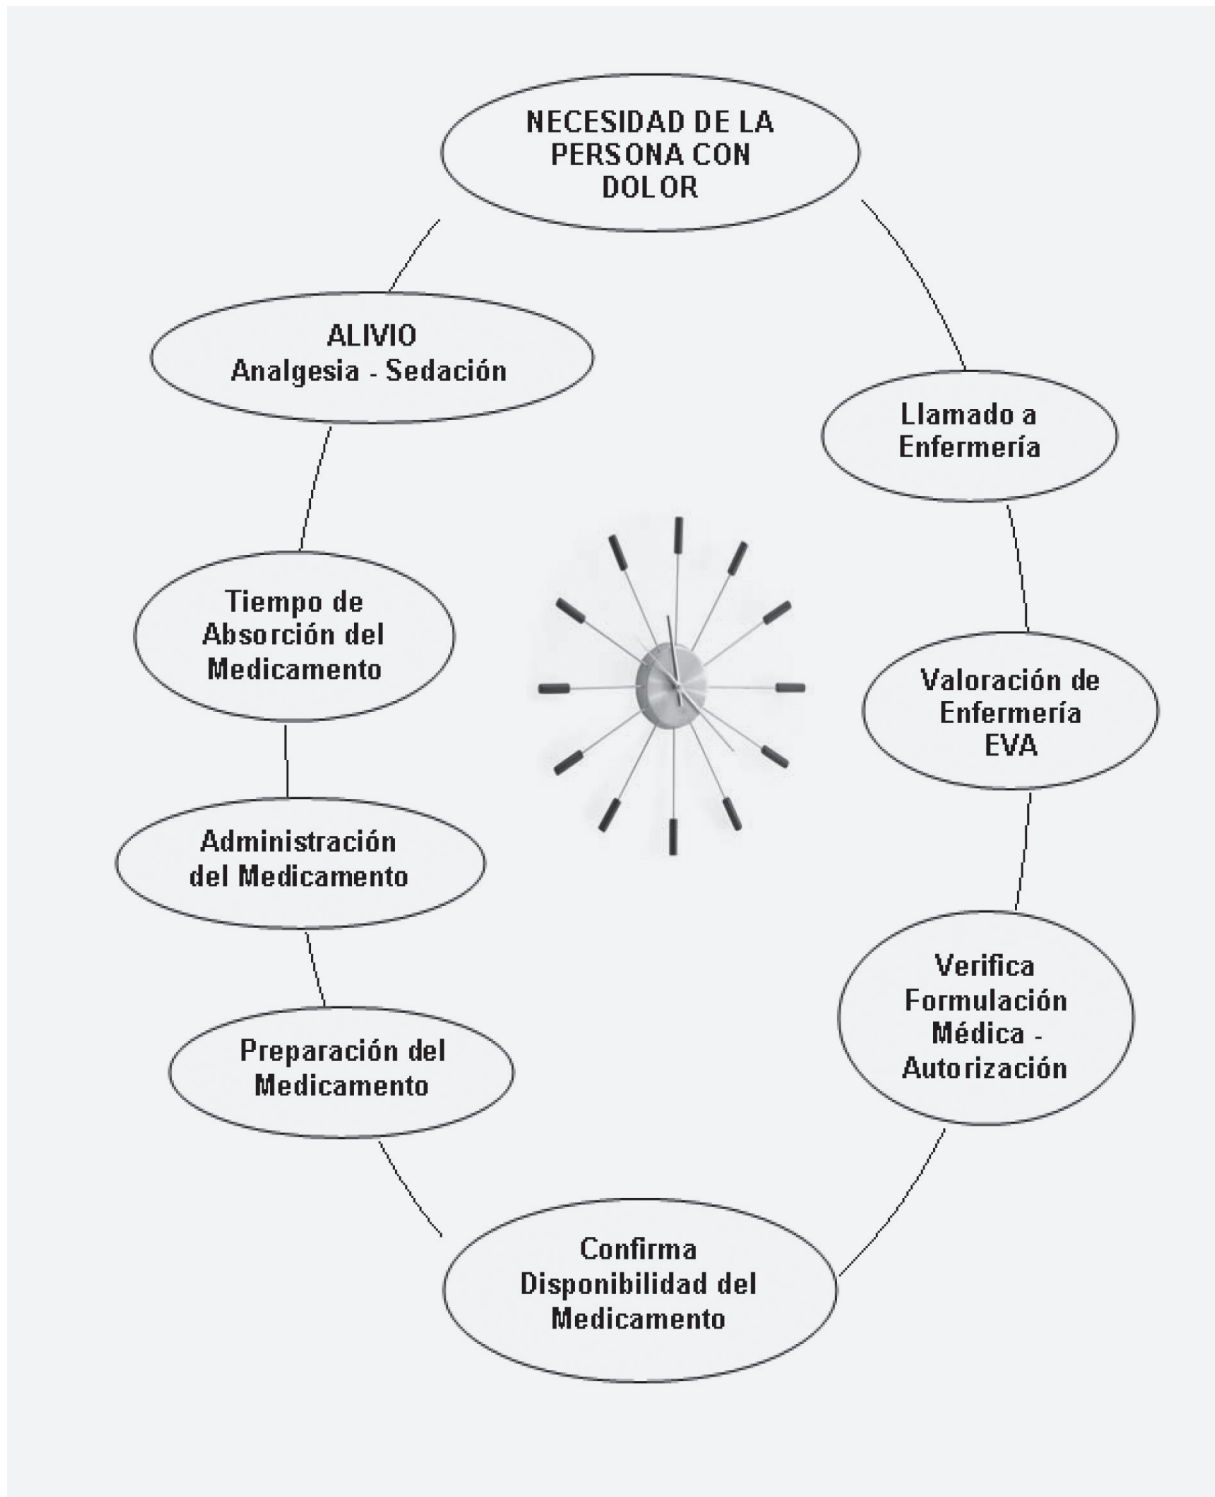 NECESIDAD DE LA
PERSONA CON
DOLOR
Llamado a
Enfermería
Valoración de
Enfermería
EVA
Verifica
Formulación
Médica -
Autorización
Confirma
Disponibilidad del
Medicamento
Preparación del
Medicamento
Administración
del Medicamento
Tiempo de
Absorción del
Medicamento
ALIVIO
Analgesia - Sedación